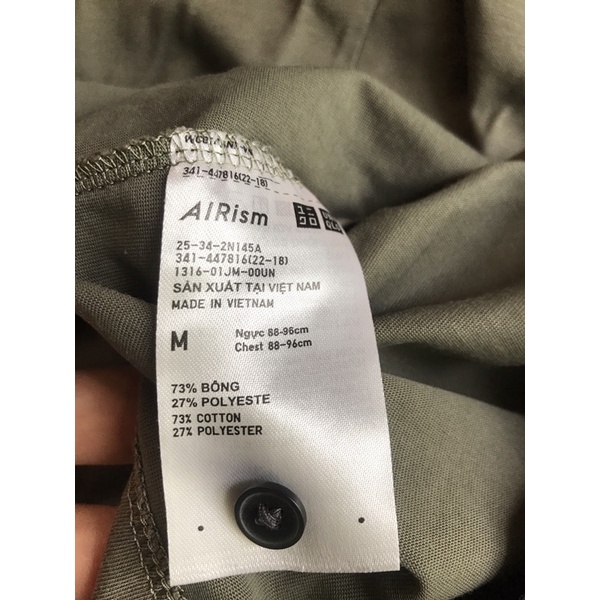 341-447816(22-18)
AIRism
25-34-2N145A
341-447816(22-18)
1316-01JM-00UN
SẢN XUẤT TẠI VIỆT NAM
MADE IN VIETNAM
M
Ngực 88-96cm
Chest 88-96cm
73% BÔNG
27% POLYESTE
73% COTTON
27% POLYESTER